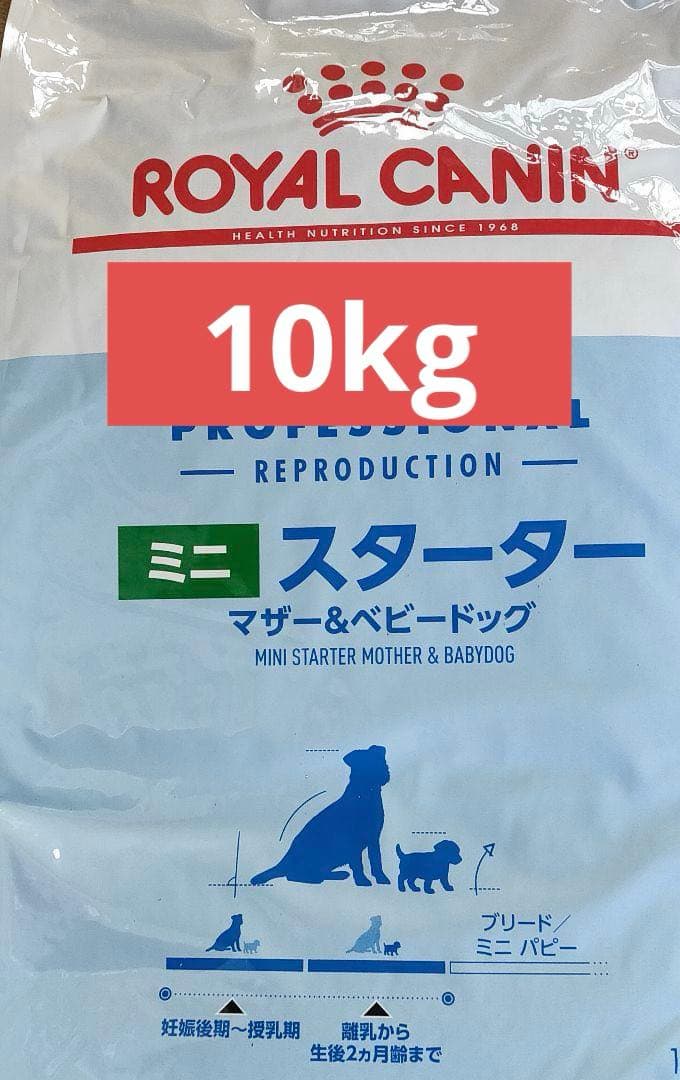 ROYAL CANIN®
HEALTH NUTRITION SINCE 1968
10kg
PROFESSIONAL
REPRODUCTION
ミニ スターター
マザー&ベビードッグ
MINI STARTER MOTHER & BABYDOG
ブリード/
ミニ パピー
妊娠後期~授乳期
離乳から
生後2ヵ月齢まで
1